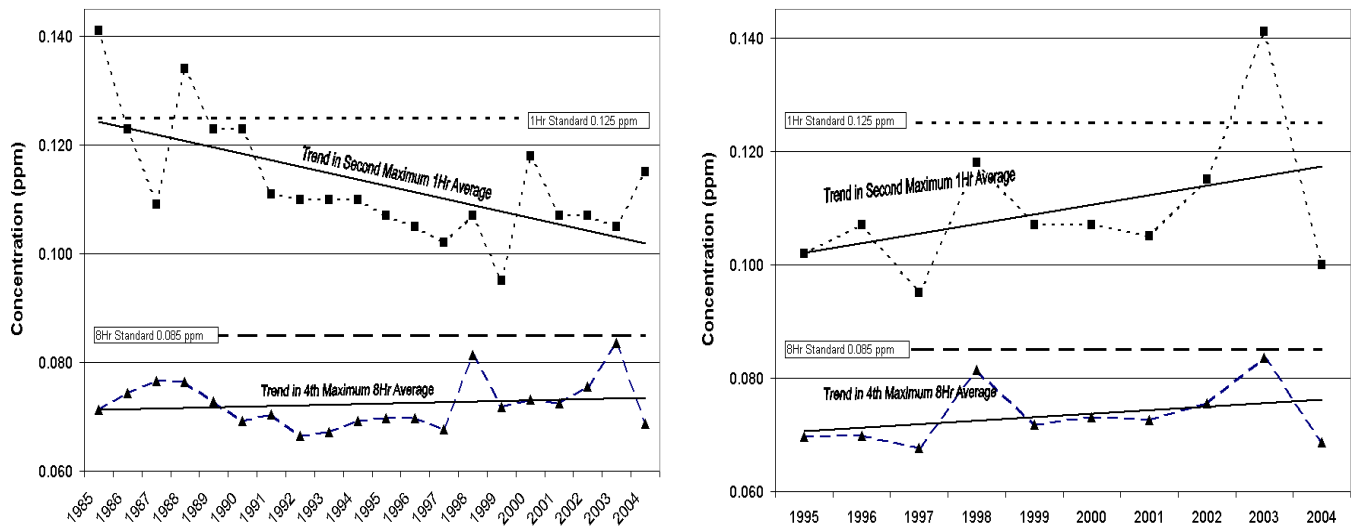 0.140
0.120
0.100
0.080
0.060
Concentration (ppm)
1Hr Standard 0.125 ppm
Trend in Second Maximum 1Hr Average
8Hr Standard 0.085 ppm
Trend in 4th Maximum 8Hr Average
1985 1986 1987 1988 1989 1990 1991 1992 1993 1994 1995 1996 1997 1998 1999 2000 2001 2002 2003 2004
0.140
0.120
0.100
0.080
0.060
Concentration (ppm)
1Hr Standard 0.125 ppm
Trend in Second Maximum 1Hr Average
8Hr Standard 0.085 ppm
Trend in 4th Maximum 8Hr Average
1995 1996 1997 1998 1999 2000 2001 2002 2003 2004